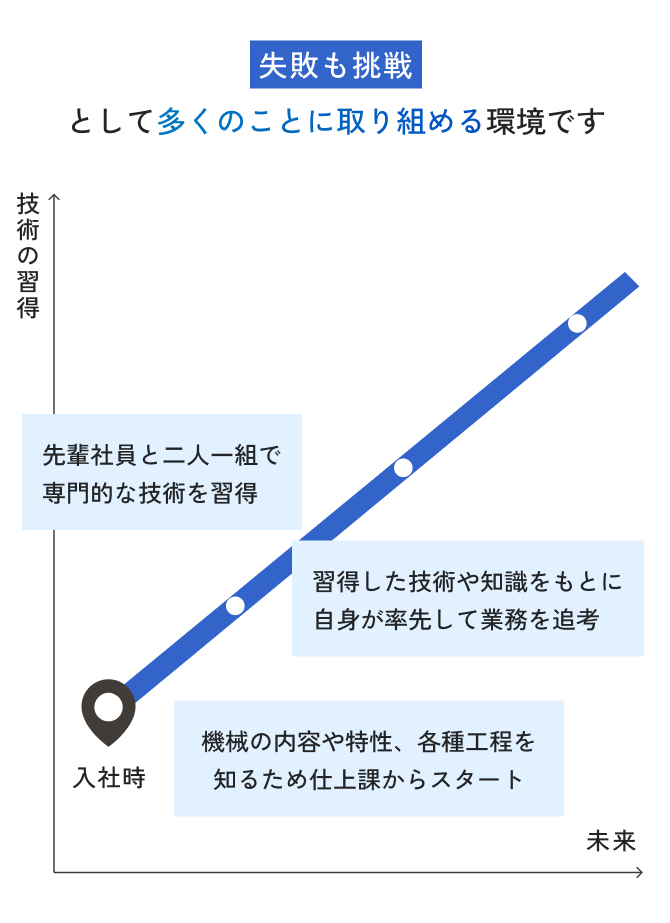 失敗も挑戦
として多くのことに取り組める環境です
技術の習得
先輩社員と二人一組で
専門的な技術を習得
習得した技術や知識をもとに
自身が率先して業務を追考
機械の内容や特性、各種工程を
知るため仕上課からスタート
入社時
未来